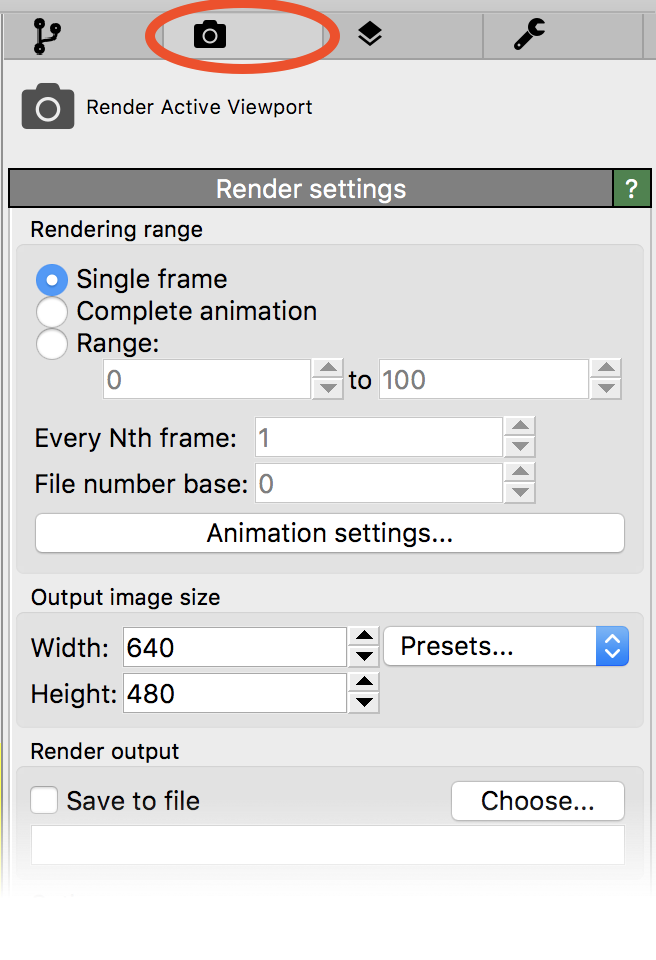 Render Active Viewport
Render settings ?
Rendering range
Single frame
Complete animation
Range:
0 to 100
Every Nth frame: 1
File number base: 0
Animation settings...
Output image size
Width: 640 Presets...
Height: 480
Render output
Save to file Choose...